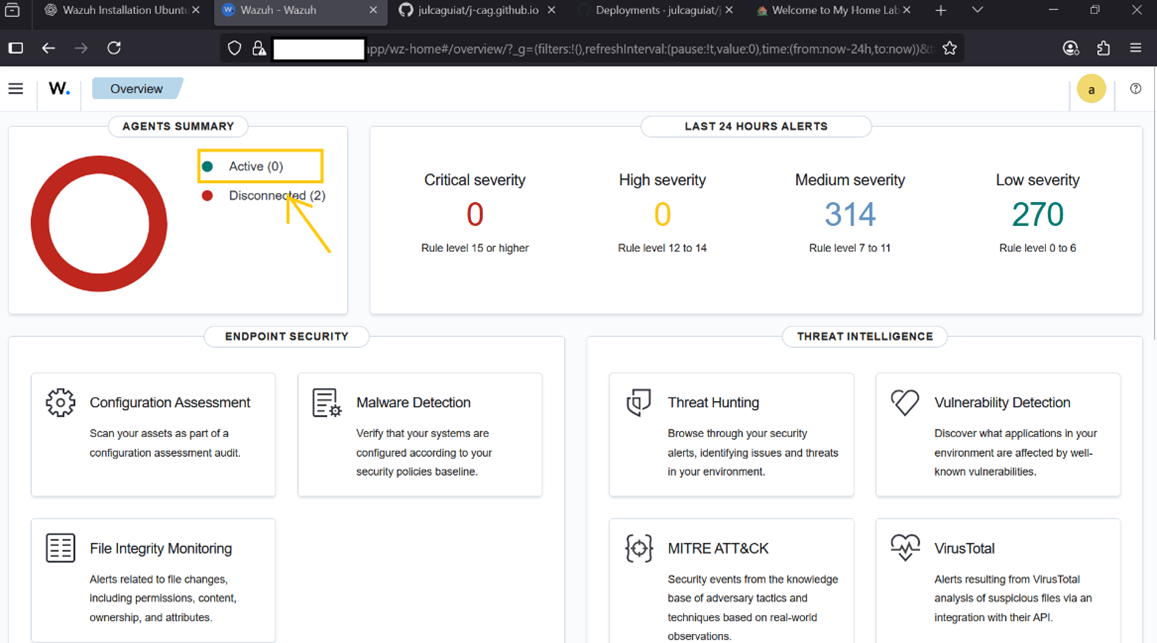 Wazuh Installation Ubuntu
Wazuh - Wazuh
julcaguiat/j-cag.github.io
Deployments · julcaguiat/j
Welcome to My Home Lab
app/wz-home#/overview/?_g=(filters:!(),refreshInterval:(pause:!t,value:0),time:(from:now-24h,to:now))&
W.
Overview
a
AGENTS SUMMARY
Active (0)
Disconnected (2)
LAST 24 HOURS ALERTS
Critical severity
0
Rule level 15 or higher
High severity
0
Rule level 12 to 14
Medium severity
314
Rule level 7 to 11
Low severity
270
Rule level 0 to 6
ENDPOINT SECURITY
Configuration Assessment
Scan your assets as part of a
configuration assessment audit.
Malware Detection
Verify that your systems are
configured according to your
security policies baseline.
File Integrity Monitoring
Alerts related to file changes,
including permissions, content,
ownership, and attributes.
THREAT INTELLIGENCE
Threat Hunting
Browse through your security
alerts, identifying issues and threats
in your environment.
Vulnerability Detection
Discover what applications in your
environment are affected by well-
known vulnerabilities.
MITRE ATT&CK
Security events from the knowledge
base of adversary tactics and
techniques based on real-world
observations.
VirusTotal
Alerts resulting from VirusTotal
analysis of suspicious files via an
integration with their API.